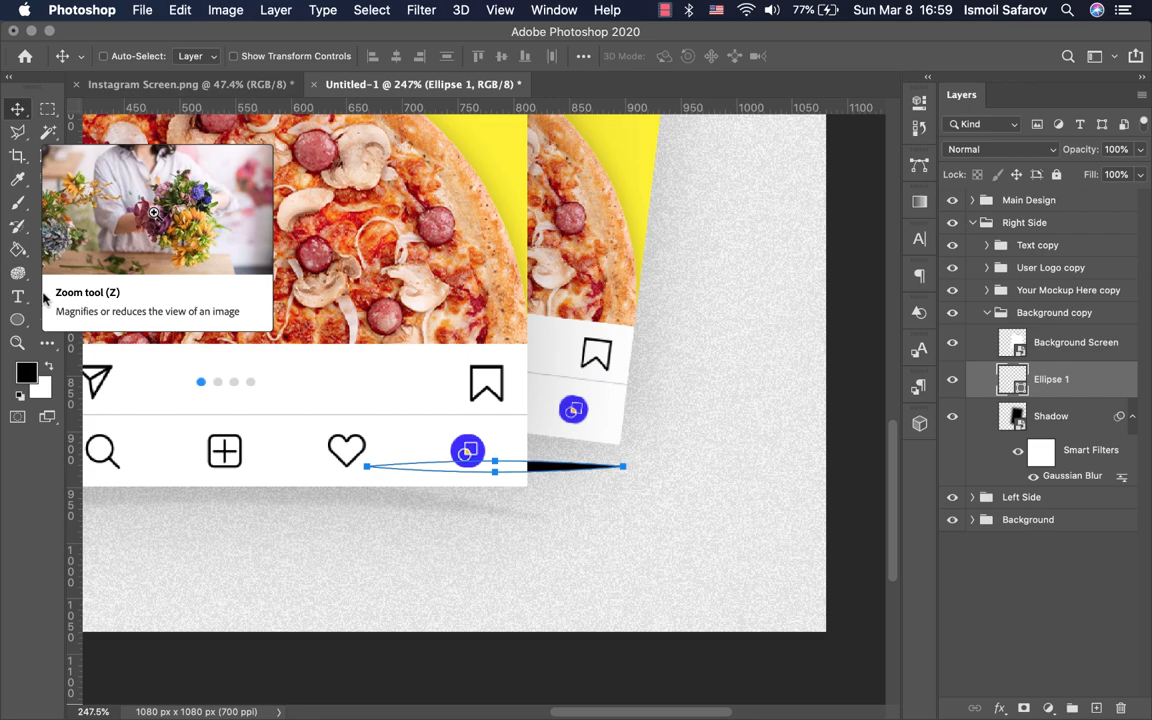 Photoshop File Edit Image Layer Type Select Filter 3D View Window Help 77% Sun Mar 8 16:59 Ismoil Safarov
Adobe Photoshop 2020
Auto-Select: Layer Show Transform Controls 3D Mode:
Instagram Screen.png @ 47.4% (RGB/8) * Untitled-1 @ 247% (Ellipse 1, RGB/8) *
Layers
450 500 550 600 650 700 750 800 850 900 950 1000 1050 1100
Kind
Normal Opacity: 100%
Lock: Fill: 100%
Main Design
Right Side
Text copy
User Logo copy
Zoom tool (Z)
Your Mockup Here copy
Magnifies or reduces the view of an image
Background copy
Background Screen
Ellipse 1
Shadow
Smart Filters
Gaussian Blur
Left Side
Background
247.5% 1080 px x 1080 px (700 ppi)